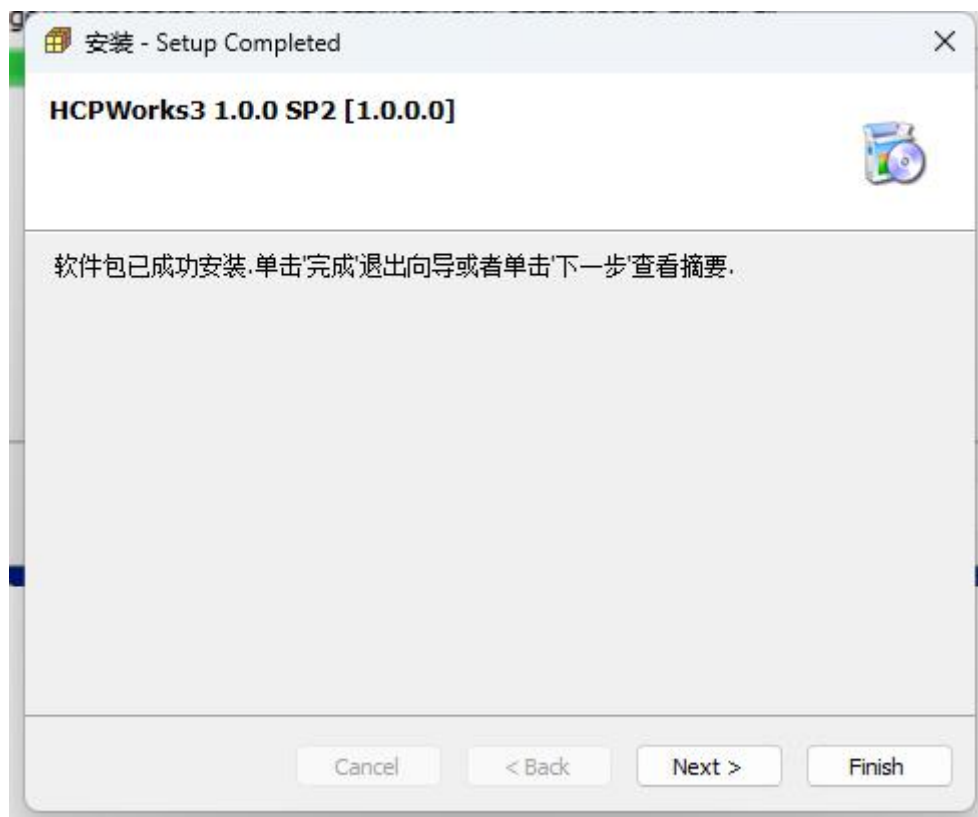 安装 - Setup Completed
HCPWorks3 1.0.0 SP2 [1.0.0.0]
软件包已成功安装.单击'完成'退出向导或者单击'下一步'查看摘要.
Cancel
< Back
Next >
Finish